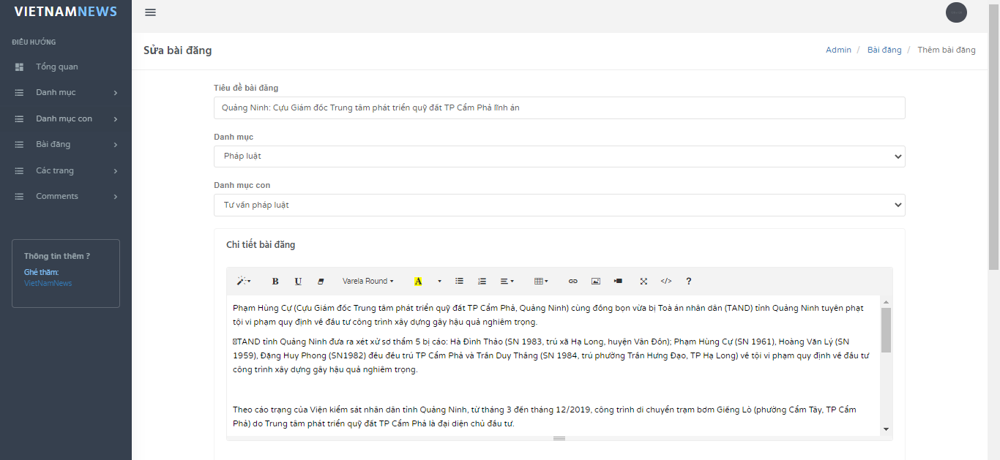 VIETNAMNEWS
ĐIỀU HƯỚNG
Tổng quan
Danh mục
Danh mục con
Bài đăng
Các trang
Comments
Thông tin thêm ?
Ghé thăm:
VietNamNews
Sửa bài đăng
Admin / Bài đăng / Thêm bài đăng
Tiêu đề bài đăng
Quảng Ninh: Cựu Giám đốc Trung tâm phát triển quỹ đất TP Cẩm Phả lĩnh án
Danh mục
Pháp luật
Danh mục con
Tư vấn pháp luật
Chi tiết bài đăng
B U Varela Round A </> ?
Phạm Hùng Cự (Cựu Giám đốc Trung tâm phát triển quỹ đất TP Cẩm Phả, Quảng Ninh) cùng đồng bọn vừa bị Toà án nhân dân (TAND) tỉnh Quảng Ninh tuyên phạt
tội vi phạm quy định về đầu tư công trình xây dựng gây hậu quả nghiêm trọng.
TAND tỉnh Quảng Ninh đưa ra xét xử sơ thẩm 5 bị cáo: Hà Đình Thảo (SN 1983, trú xã Hạ Long, huyện Vân Đồn); Phạm Hùng Cự (SN 1961), Hoàng Văn Lý (SN
1959), Đặng Huy Phong (SN1982) đều đều trú TP Cẩm Phả và Trần Duy Thắng (SN 1984, trú phường Trần Hưng Đạo, TP Hạ Long) về tội vi phạm quy định về đầu tư
công trình xây dựng gây hậu quả nghiêm trọng.
Theo cáo trạng của Viện kiểm sát nhân dân tỉnh Quảng Ninh, từ tháng 3 đến tháng 12/2019, công trình di chuyển trạm bơm Giếng Lò (phường Cẩm Tây, TP Cẩm
Phả) do Trung tâm phát triển quỹ đất TP Cẩm Phả là đại diện chủ đầu tư.